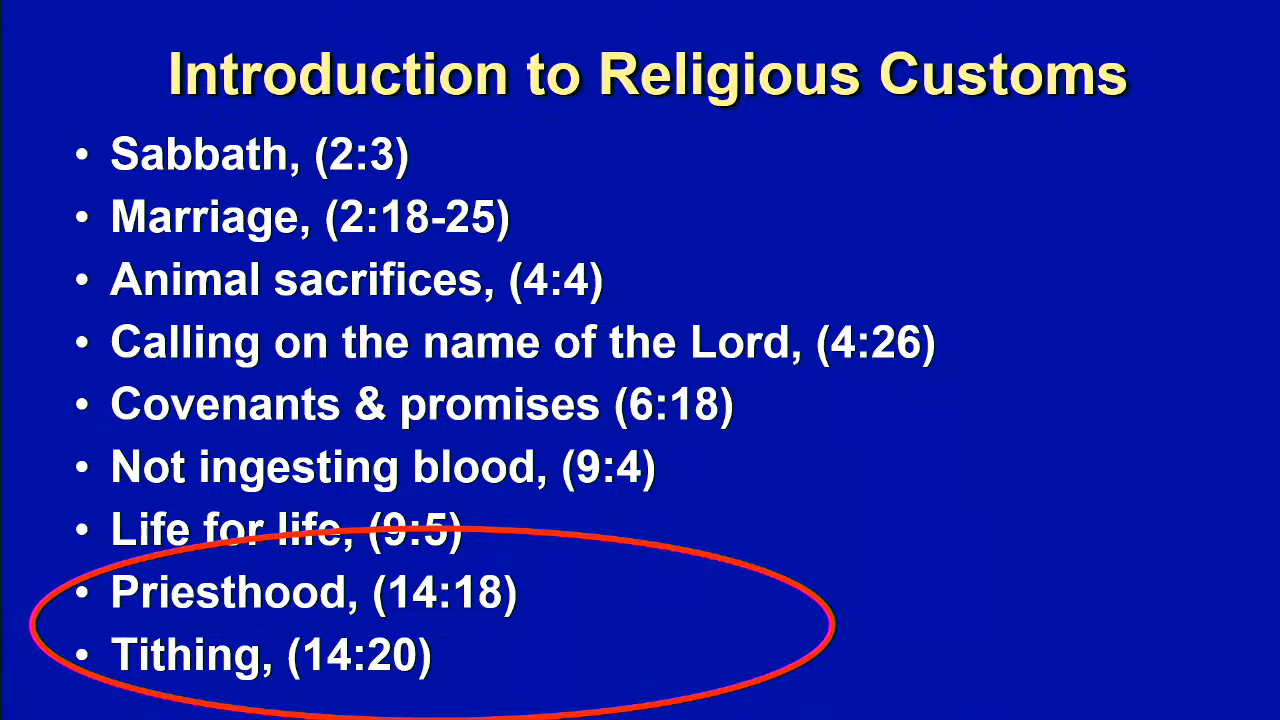 Introduction to Religious Customs
• Sabbath, (2:3)
• Marriage, (2:18-25)
• Animal sacrifices, (4:4)
• Calling on the name of the Lord, (4:26)
• Covenants & promises (6:18)
• Not ingesting blood, (9:4)
• Life for life, (9:5)
• Priesthood, (14:18)
• Tithing, (14:20)